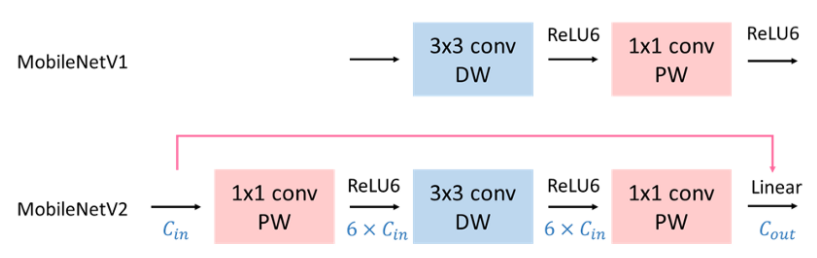 MobileNetV1
3x3 conv
DW
ReLU6
1x1 conv
PW
ReLU6
MobileNetV2
C_in
1x1 conv
PW
ReLU6
6 × C_in
3x3 conv
DW
ReLU6
6 × C_in
1x1 conv
PW
Linear
C_out